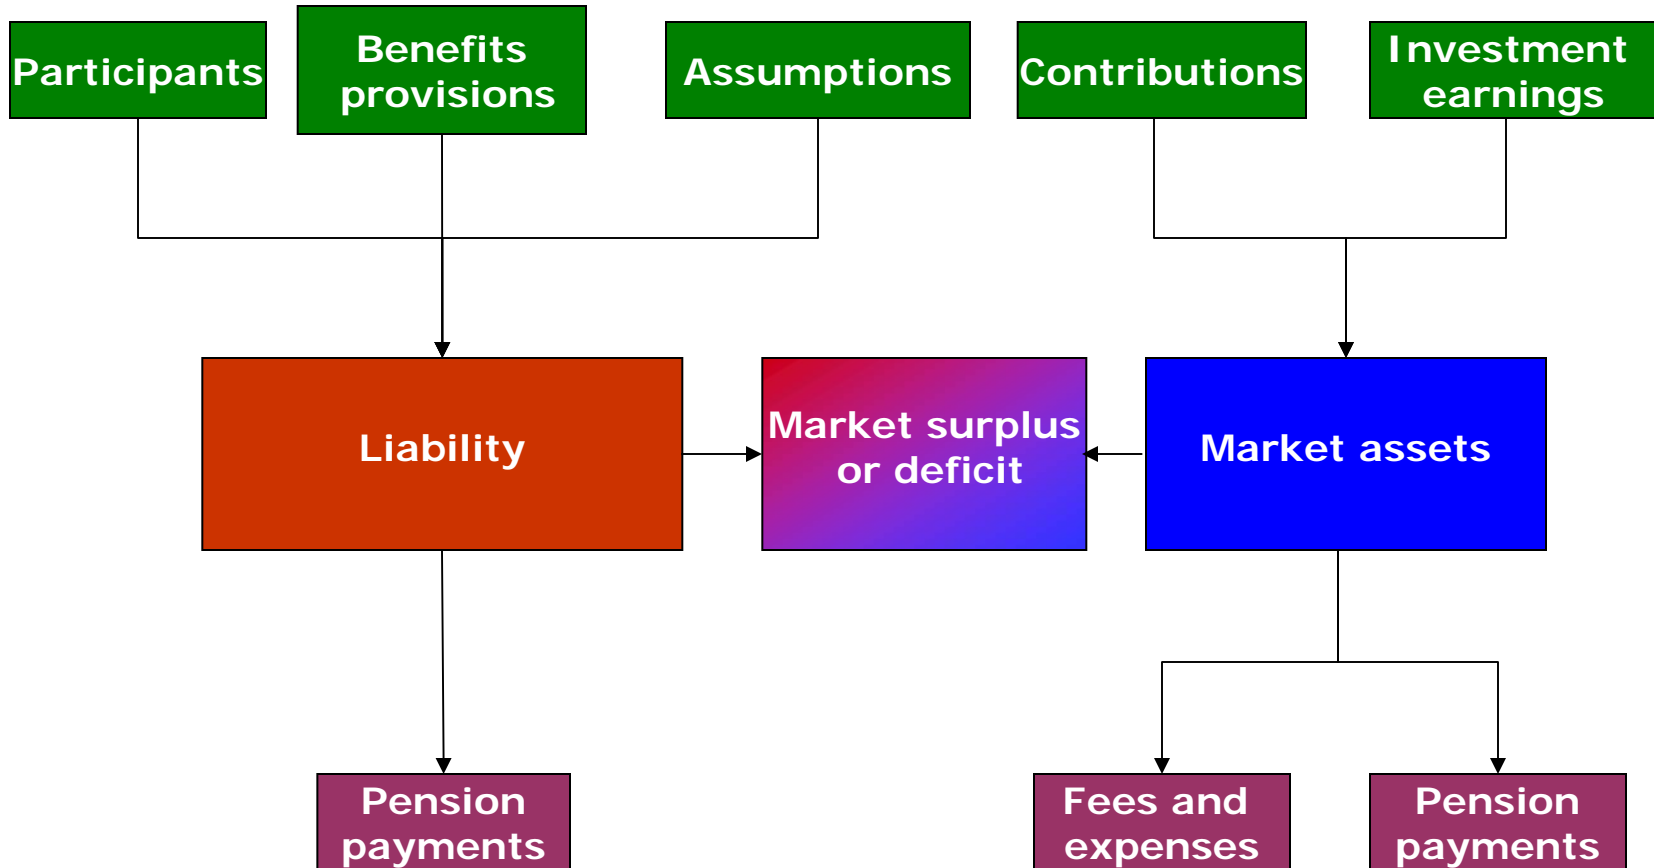 Participants
Benefits
provisions
Assumptions
Contributions
Investment
earnings
Liability
Market surplus
or deficit
Market assets
Pension
payments
Fees and
expenses
Pension
payments